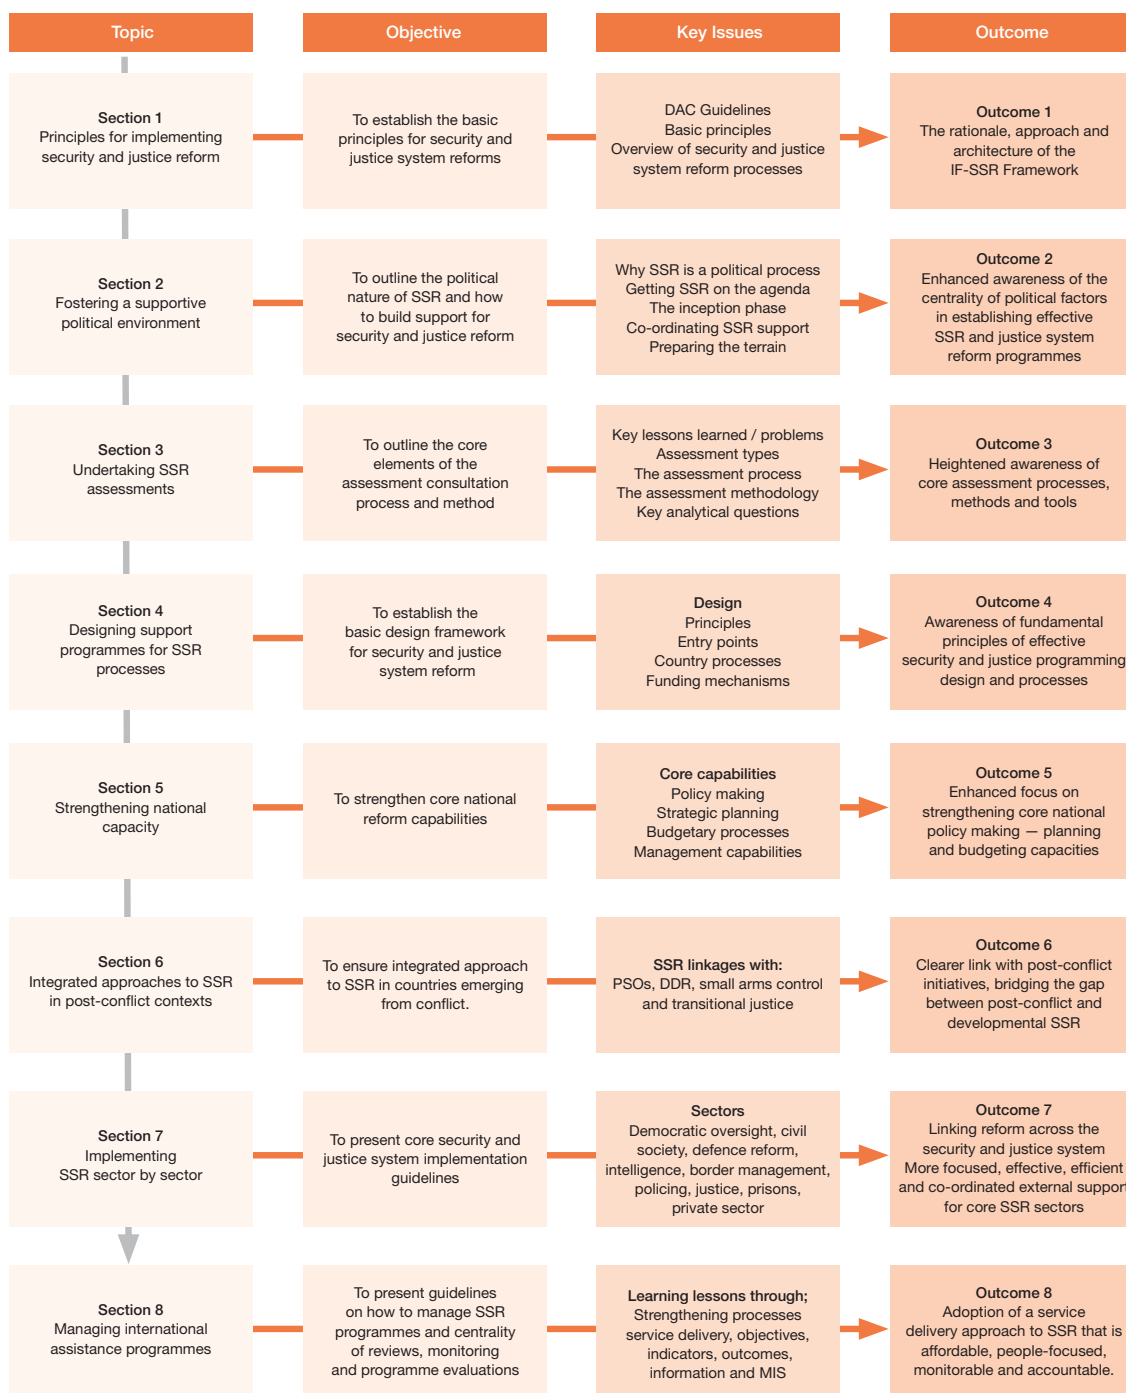 Topic
Objective
Key Issues
Outcome
Section 1
Principles for implementing
security and justice reform
To establish the basic
principles for security and
justice system reforms
DAC Guidelines
Basic principles
Overview of security and justice
system reform processes
Outcome 1
The rationale, approach and
architecture of the
IF-SSR Framework
Section 2
Fostering a supportive
political environment
To outline the political
nature of SSR and how
to build support for
security and justice reform
Why SSR is a political process
Getting SSR on the agenda
The inception phase
Co-ordinating SSR support
Preparing the terrain
Outcome 2
Enhanced awareness of the
centrality of political factors
in establishing effective
SSR and justice system
reform programmes
Section 3
Undertaking SSR
assessments
To outline the core
elements of the
assessment consultation
process and method
Key lessons learned / problems
Assessment types
The assessment process
The assessment methodology
Key analytical questions
Outcome 3
Heightened awareness of
core assessment processes,
methods and tools
Section 4
Designing support
programmes for SSR
processes
To establish the
basic design framework
for security and justice
system reform
Design
Principles
Entry points
Country processes
Funding mechanisms
Outcome 4
Awareness of fundamental
principles of effective
security and justice programming
design and processes
Section 5
Strengthening national
capacity
To strengthen core national
reform capabilities
Core capabilities
Policy making
Strategic planning
Budgetary processes
Management capabilities
Outcome 5
Enhanced focus on
strengthening core national
policy making — planning
and budgeting capacities
Section 6
Integrated approaches to SSR
in post-conflict contexts
To ensure integrated approach
to SSR in countries emerging
from conflict.
SSR linkages with:
PSOs, DDR, small arms control
and transitional justice
Outcome 6
Clearer link with post-conflict
initiatives, bridging the gap
between post-conflict and
developmental SSR
Section 7
Implementing
SSR sector by sector
To present core security and
justice system implementation
guidelines
Sectors
Democratic oversight, civil
society, defence reform,
intelligence, border management,
policing, justice, prisons,
private sector
Outcome 7
Linking reform across the
security and justice system
More focused, effective, efficient
and co-ordinated external support
for core SSR sectors
Section 8
Managing international
assistance programmes
To present guidelines
on how to manage SSR
programmes and centrality
of reviews, monitoring
and programme evaluations
Learning lessons through;
Strengthening processes
service delivery, objectives,
indicators, outcomes,
information and MIS
Outcome 8
Adoption of a service
delivery approach to SSR that is
affordable, people-focused,
monitorable and accountable.